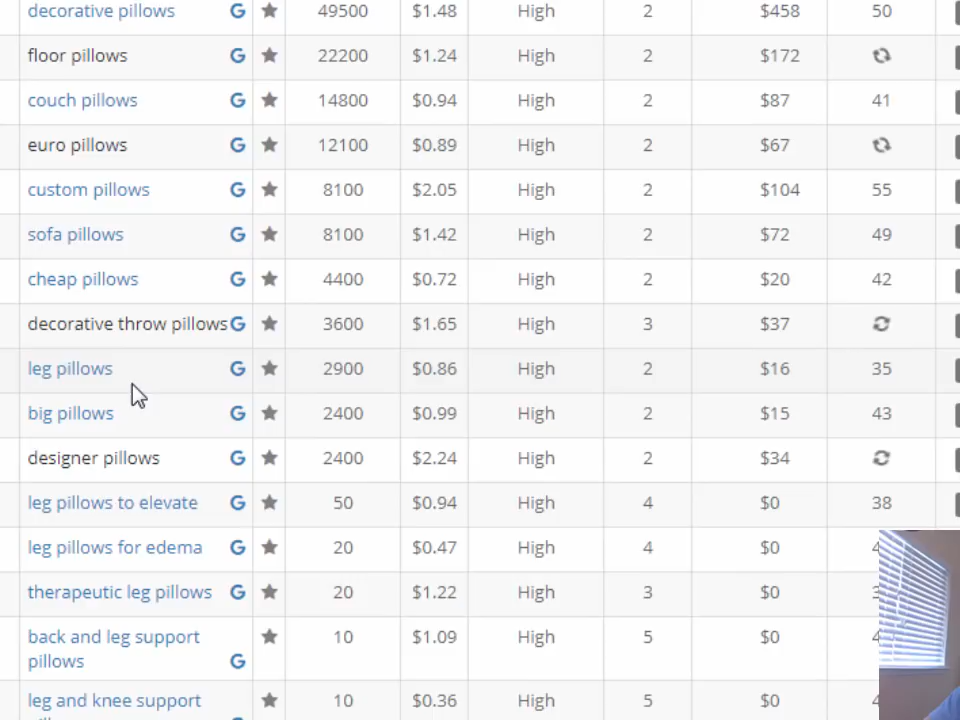 decorative pillows G 49500 $1.48 High 2 $458 50
floor pillows G 22200 $1.24 High 2 $172
couch pillows G 14800 $0.94 High 2 $87 41
euro pillows G 12100 $0.89 High 2 $67
custom pillows G 8100 $2.05 High 2 $104 55
sofa pillows G 8100 $1.42 High 2 $72 49
cheap pillows G 4400 $0.72 High 2 $20 42
decorative throw pillows G 3600 $1.65 High 3 $37
leg pillows G 2900 $0.86 High 2 $16 35
big pillows G 2400 $0.99 High 2 $15 43
designer pillows G 2400 $2.24 High 2 $34
leg pillows to elevate G 50 $0.94 High 4 $0 38
leg pillows for edema G 20 $0.47 High 4 $0
therapeutic leg pillows G 20 $1.22 High 3 $0
back and leg support 10 $1.09 High 5 $0
pillows G
leg and knee support 10 $0.36 High 5 $0